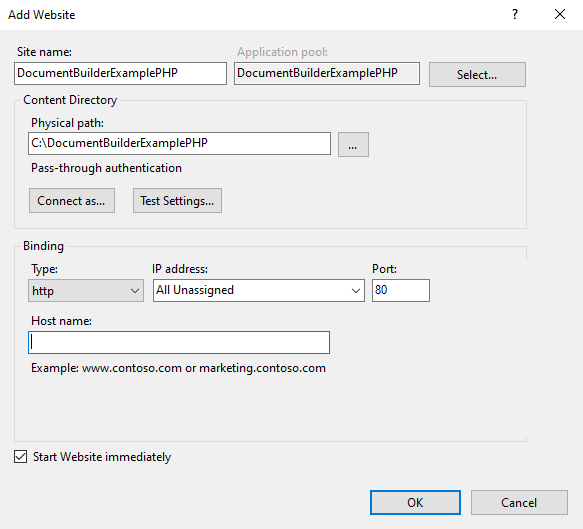 Add Website
?
Site name: Application pool:
DocumentBuilderExamplePHP DocumentBuilderExamplePHP Select...
Content Directory
Physical path:
C:\DocumentBuilderExamplePHP ...
Pass-through authentication
Connect as... Test Settings...
Binding
Type: IP address: Port:
http All Unassigned 80
Host name:
Example: www.contoso.com or marketing.contoso.com
Start Website immediately
OK Cancel